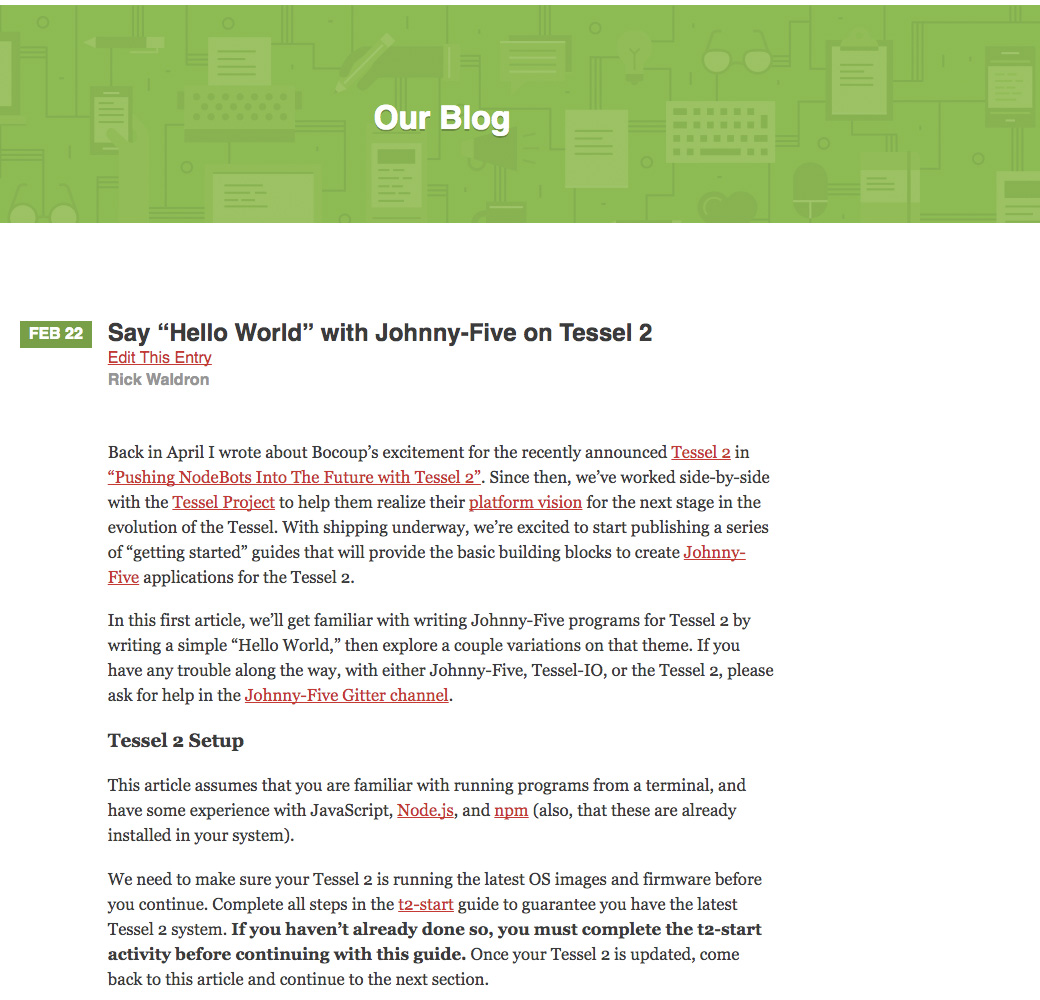 Our Blog
FEB 22
Say “Hello World” with Johnny-Five on Tessel 2
Edit This Entry
Rick Waldron
Back in April I wrote about Bocoup’s excitement for the recently announced Tessel 2 in
“Pushing NodeBots Into The Future with Tessel 2”. Since then, we’ve worked side-by-side
with the Tessel Project to help them realize their platform vision for the next stage in the
evolution of the Tessel. With shipping underway, we’re excited to start publishing a series
of “getting started” guides that will provide the basic building blocks to create Johnny-
Five applications for the Tessel 2.
In this first article, we’ll get familiar with writing Johnny-Five programs for Tessel 2 by
writing a simple “Hello World,” then explore a couple variations on that theme. If you
have any trouble along the way, with either Johnny-Five, Tessel-IO, or the Tessel 2, please
ask for help in the Johnny-Five Gitter channel.
Tessel 2 Setup
This article assumes that you are familiar with running programs from a terminal, and
have some experience with JavaScript, Node.js, and npm (also, that these are already
installed in your system).
We need to make sure your Tessel 2 is running the latest OS images and firmware before
you continue. Complete all steps in the t2-start guide to guarantee you have the latest
Tessel 2 system. If you haven’t already done so, you must complete the t2-start
activity before continuing with this guide. Once your Tessel 2 is updated, come
back to this article and continue to the next section.